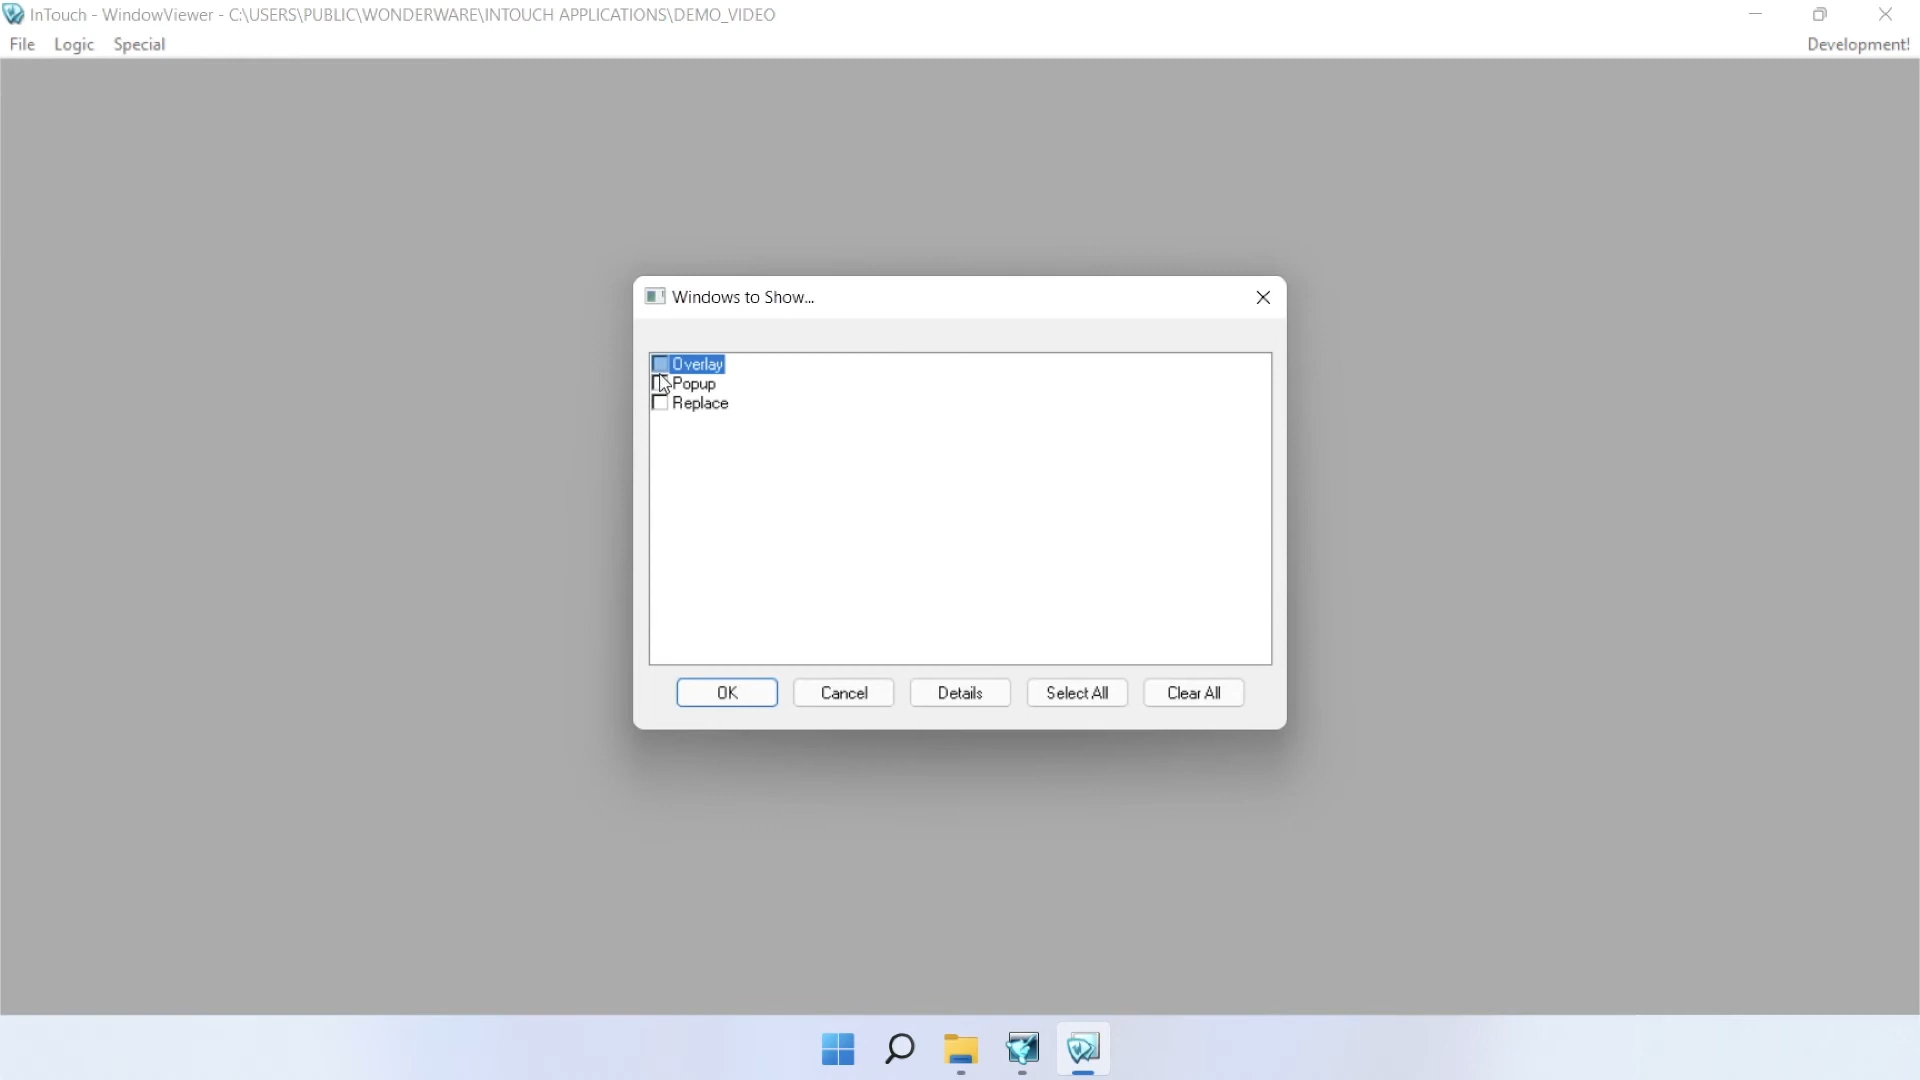 InTouch - WindowViewer - C:\USERS\PUBLIC\WONDERWARE\INTOUCH APPLICATIONS\DEMO_VIDEO
File Logic Special Development!
Windows to Show...
Overlay
Popup
Replace
OK Cancel Details Select All Clear All